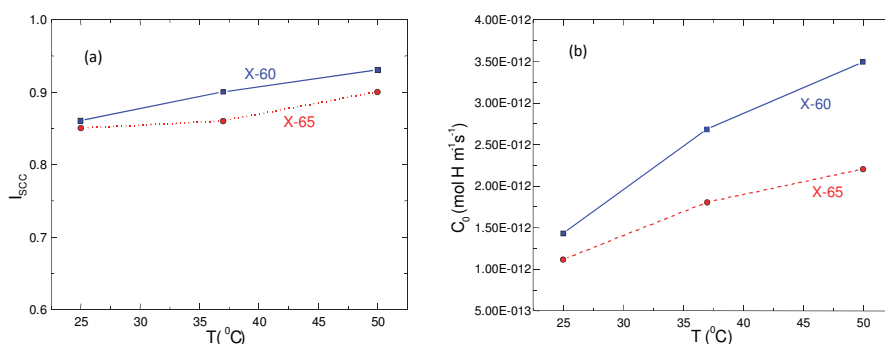 (a)
1.0
0.9
0.8
0.7
0.6
I_SCC
X-60
X-65
25 30 35 40 45 50
T(⁰C)
(b)
4.00E-012
3.50E-012
3.00E-012
2.50E-012
2.00E-012
1.50E-012
1.00E-012
5.00E-013
C₀ (mol H m⁻¹s⁻¹)
X-60
X-65
25 30 35 40 45 50
T (⁰C)